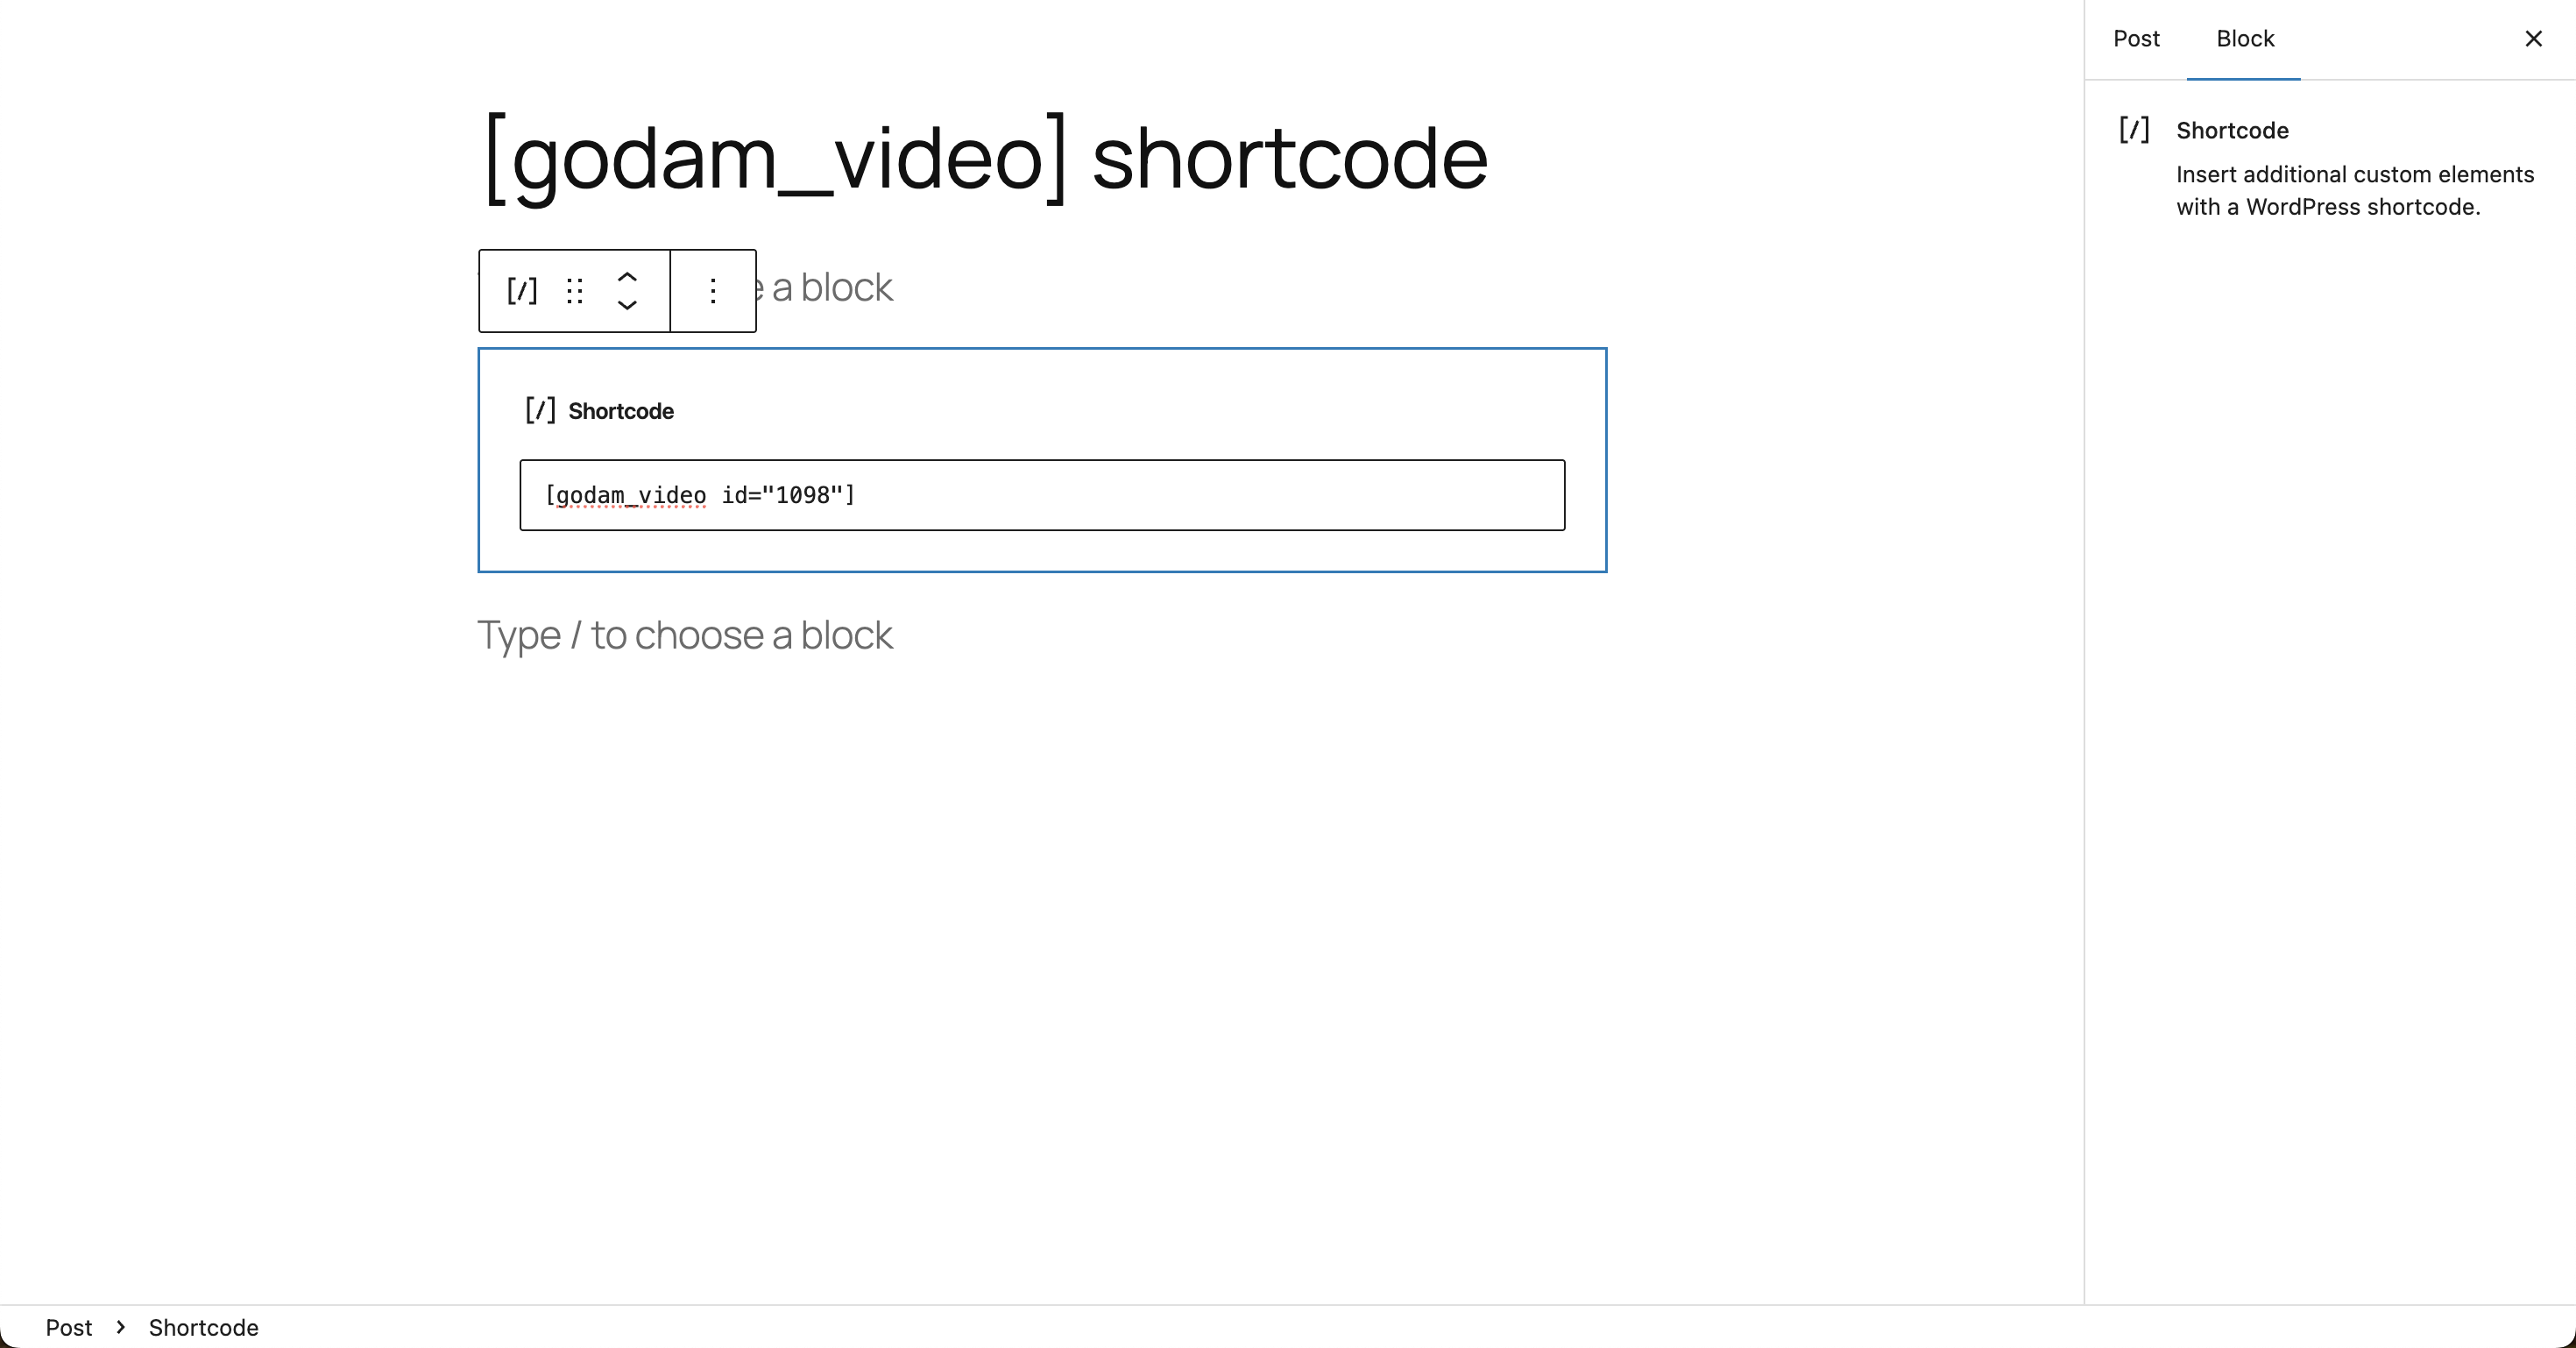 Post Block
[godam_video] shortcode
[/] Shortcode
Insert additional custom elements
with a WordPress shortcode.
a block
[/] Shortcode
[godam_video id="1098"]
Type / to choose a block
Post > Shortcode